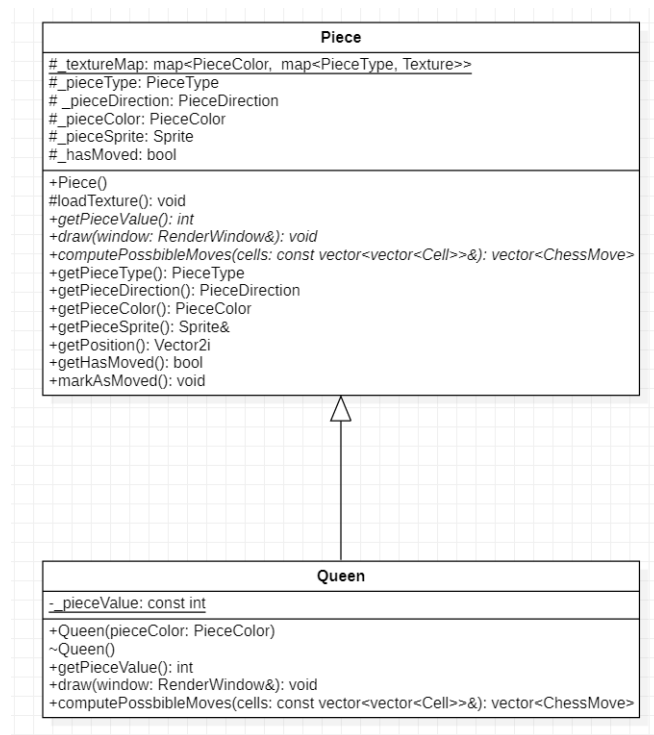 Piece
#_textureMap: map<PieceColor, map<PieceType, Texture>>
#_pieceType: PieceType
# _pieceDirection: PieceDirection
#_pieceColor: PieceColor
#_pieceSprite: Sprite
#_hasMoved: bool
+Piece()
#loadTexture(): void
+getPieceValue(): int
+draw(window: RenderWindow&): void
+computePossbibleMoves(cells: const vector<vector<Cell>>&): vector<ChessMove>
+getPieceType(): PieceType
+getPieceDirection(): PieceDirection
+getPieceColor(): PieceColor
+getPieceSprite(): Sprite&
+getPosition(): Vector2i
+getHasMoved(): bool
+markAsMoved(): void
Queen
-_pieceValue: const int
+Queen(pieceColor: PieceColor)
~Queen()
+getPieceValue(): int
+draw(window: RenderWindow&): void
+computePossbibleMoves(cells: const vector<vector<Cell>>&): vector<ChessMove>